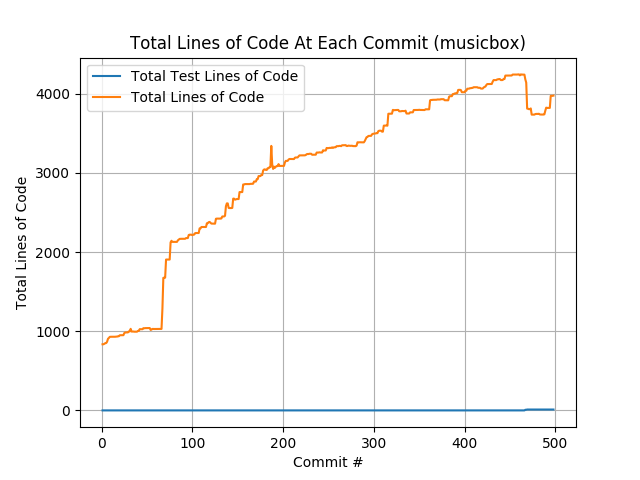 Total Lines of Code At Each Commit (musicbox)
Total Test Lines of Code
Total Lines of Code
4000
3000
2000
1000
0
Total Lines of Code
0 100 200 300 400 500
Commit #